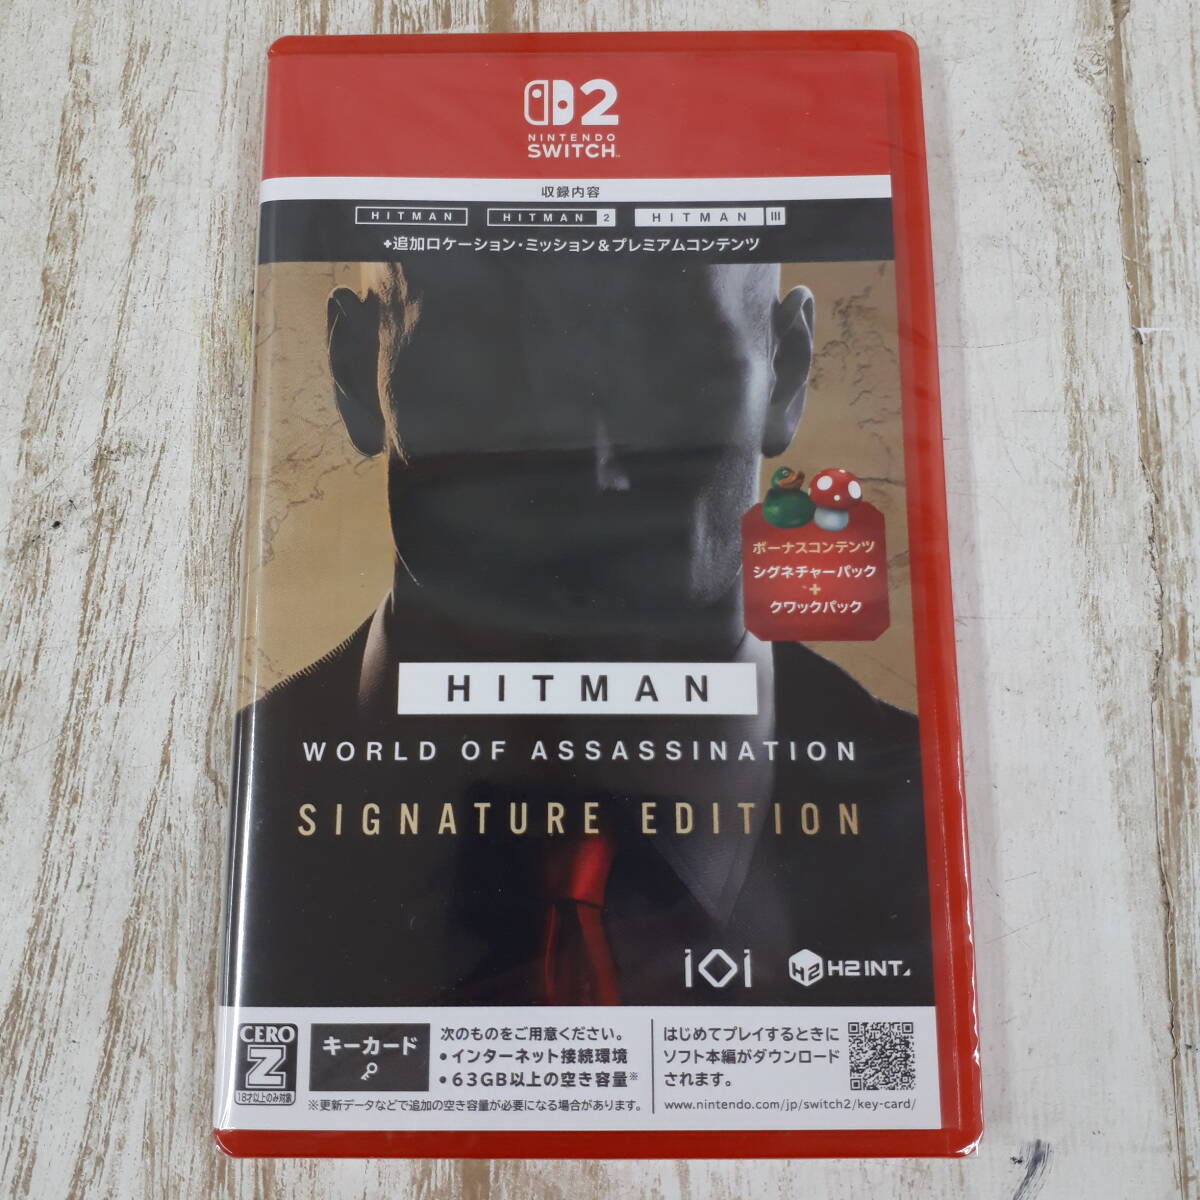 2
NINTENDO
SWITCH™
収録内容
HITMAN HITMAN 2 HITMAN III
+追加ロケーション・ミッション&プレミアムコンテンツ
ボーナスコンテンツ
シグネチャーパック
+
クワックパック
HITMAN
WORLD OF ASSASSINATION
SIGNATURE EDITION
iOi H2 H2 INT.
CERO
Z
18才以上のみ対象
キーカード
次のものをご用意ください。
•インターネット接続環境
•63GB以上の空き容量※
※更新データなどで追加の空き容量が必要になる場合があります。
はじめてプレイするときに
ソフト本編がダウンロード
されます。
www.nintendo.com/jp/switch2/key-card/